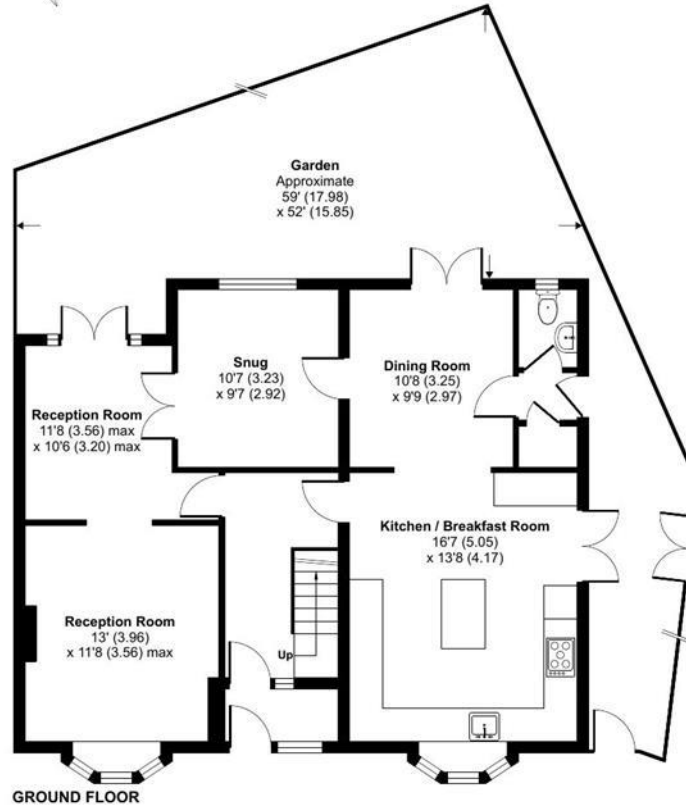 Garden
Approximate
59' (17.98)
x 52' (15.85)
Snug
10'7 (3.23)
x 9'7 (2.92)
Dining Room
10'8 (3.25)
x 9'9 (2.97)
Reception Room
11'8 (3.56) max
x 10'6 (3.20) max
Kitchen / Breakfast Room
16'7 (5.05)
x 13'8 (4.17)
Reception Room
13' (3.96)
x 11'8 (3.56) max
Up
GROUND FLOOR